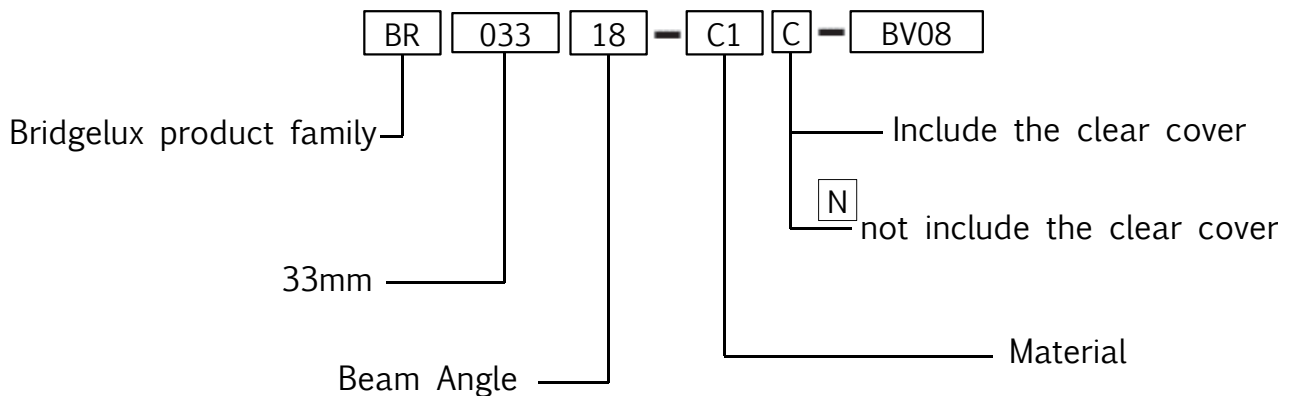 BR 033 18 - C1 C - BV08
Include the clear cover
Bridgelux product family
N
not include the clear cover
33mm
Material
Beam Angle